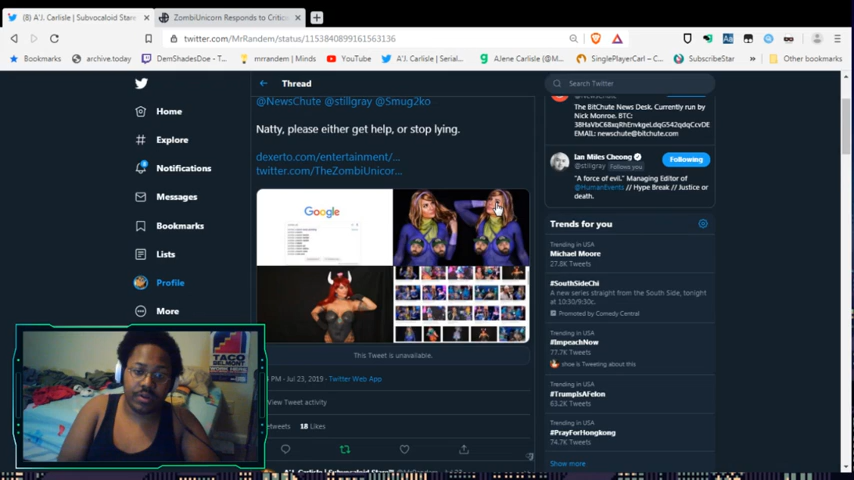 (8) A'J. Carlisle | Subvocaloid Stare
ZombiUnicorn Responds to Critici
twitter.com/MrRandem/status/1153840899161563136
Bookmarks
archive.today
DemShadesDoe - T...
mrrandem | Minds
YouTube
A'J. Carlisle | Serial...
AJene Carlisle (@M...
SinglePlayerCarl – C...
SubscribeStar
Other bookmarks
Home
Explore
Notifications
Messages
Bookmarks
Lists
Profile
More
Thread
@NewsChute @stillgray @Smug2ko
Natty, please either get help, or stop lying.
dexerto.com/entertainment/...
twitter.com/TheZombiUnicor...
Google
This Tweet is unavailable.
PM · Jul 23, 2019 · Twitter Web App
View Tweet activity
etweets 18 Likes
Search Twitter
The BitChute News Desk. Currently run by
Nick Monroe. BTC:
EMAIL: newschute@bitchute.com
Ian Miles Cheong
@stillgray Follows you
Following
"A force of evil." Managing Editor of
@HumanEvents // Hype Break // Justice or
death.
Trends for you
Trending in USA
Michael Moore
27.8K Tweets
#SouthSideChi
A new series straight from the South Side, tonight
at 10:30/9:30c.
Promoted by Comedy Central
Trending in USA
#ImpeachNow
77.7K Tweets
show is Tweeting about this
Trending in USA
#TrumpIsAFelon
63.2K Tweets
Trending in USA
#PrayForHongkong
74.7K Tweets
Show more
TACO
BELMONT